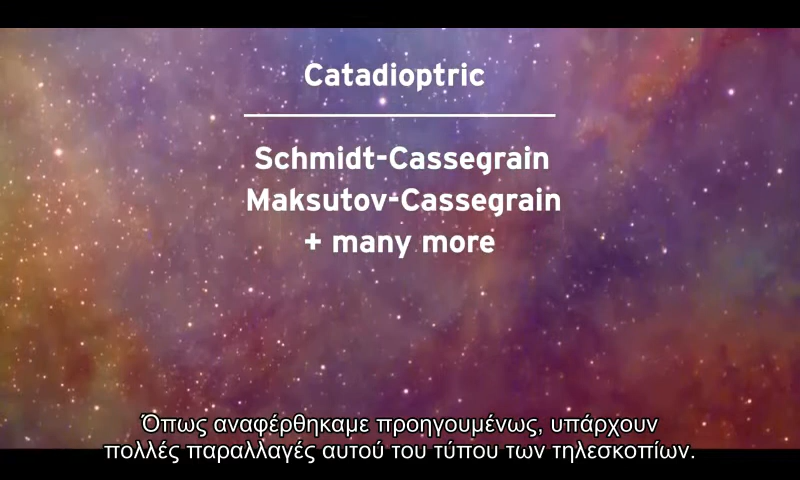 Catadioptric
Schmidt-Cassegrain
Maksutov-Cassegrain
+ many more
Όπως αναφέρθηκαμε προηγουμένως, υπάρχουν
πολλές παραλλαγές αυτού του τύπου των τηλεσκοπίων.